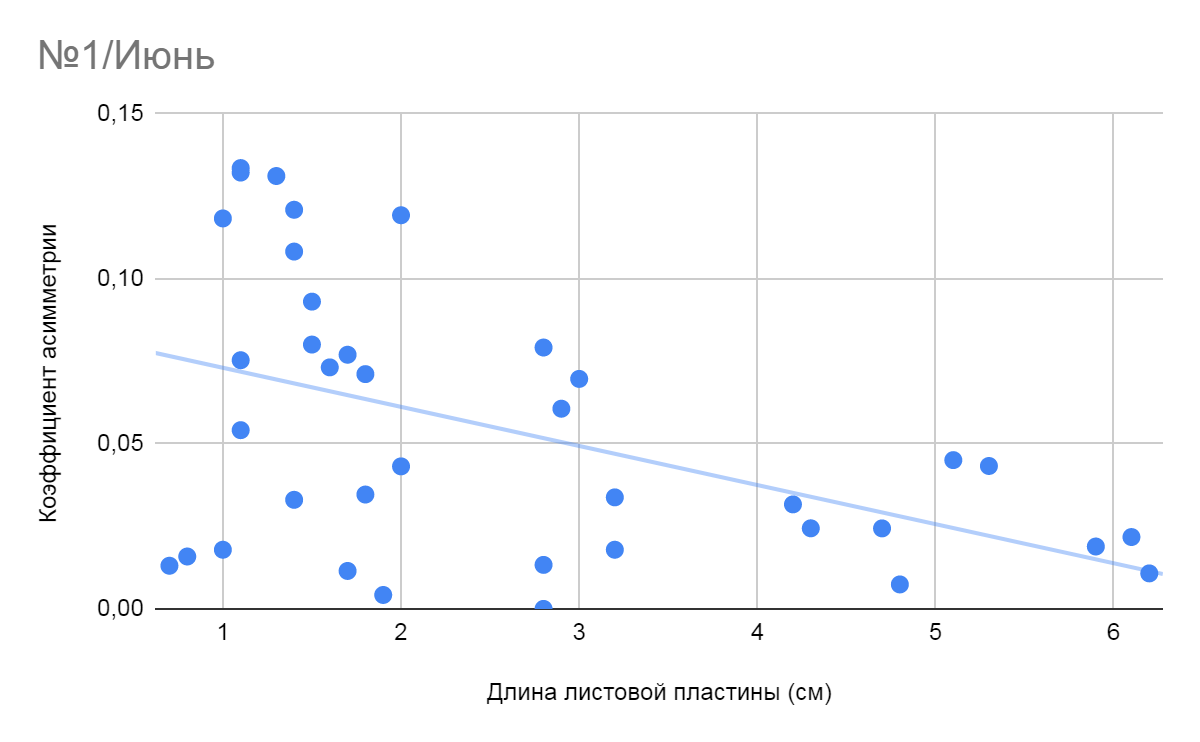 №1/Июнь
0,15
0,10
0,05
0,00
Коэффициент асимметрии
1 2 3 4 5 6
Длина листовой пластины (см)